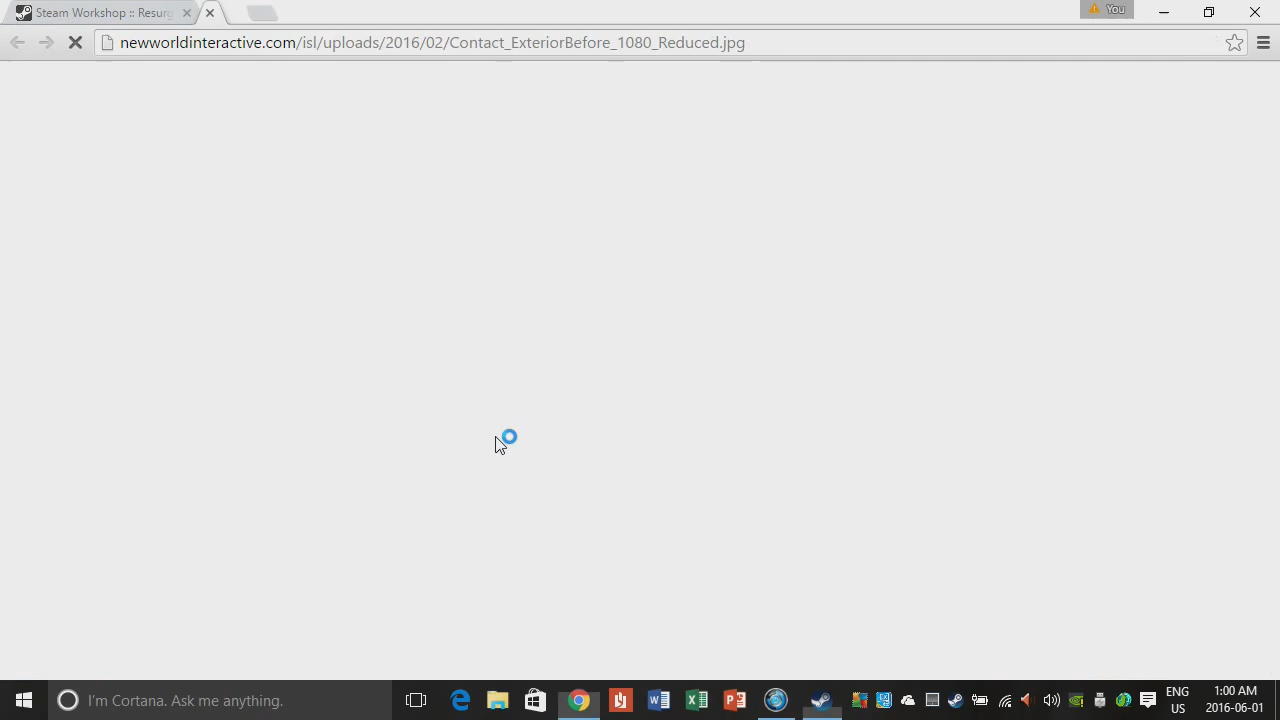 Steam Workshop :: Resurg
You
newworldinteractive.com/isl/uploads/2016/02/Contact_ExteriorBefore_1080_Reduced.jpg
I'm Cortana. Ask me anything.
ENG
US
1:00 AM
2016-06-01